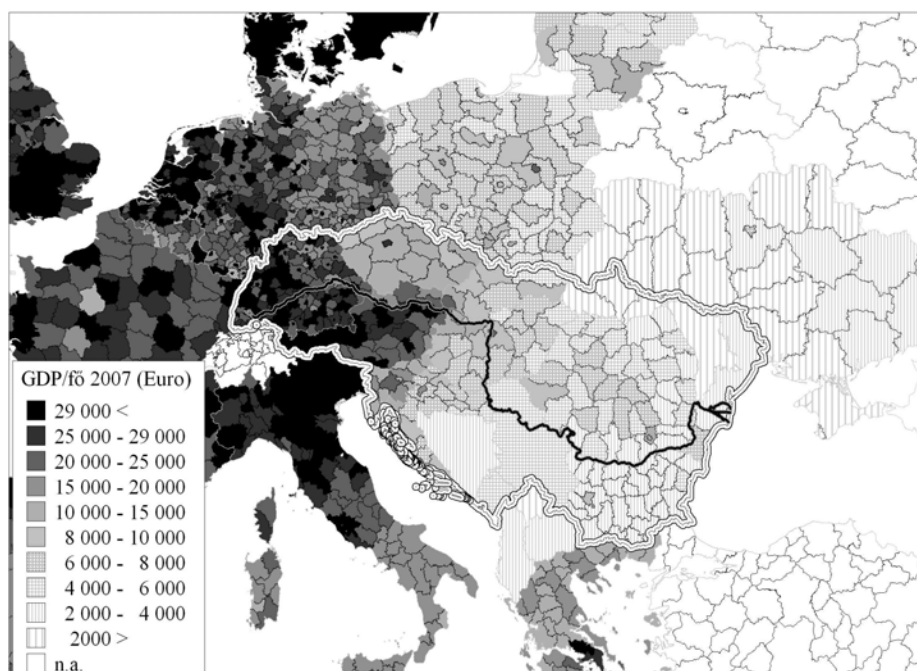 GDP/fő 2007 (Euro)
29 000 <
25 000 - 29 000
20 000 - 25 000
15 000 - 20 000
10 000 - 15 000
8 000 - 10 000
6 000 - 8 000
4 000 - 6 000
2 000 - 4 000
2000 >
n.a.